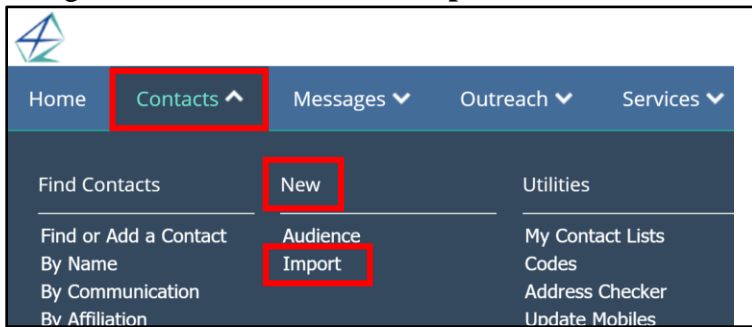 Home Contacts Messages Outreach Services
Find Contacts New Utilities
Find or Add a Contact Audience My Contact Lists
By Name Import Codes
By Communication Address Checker
By Affiliation Update Mobiles